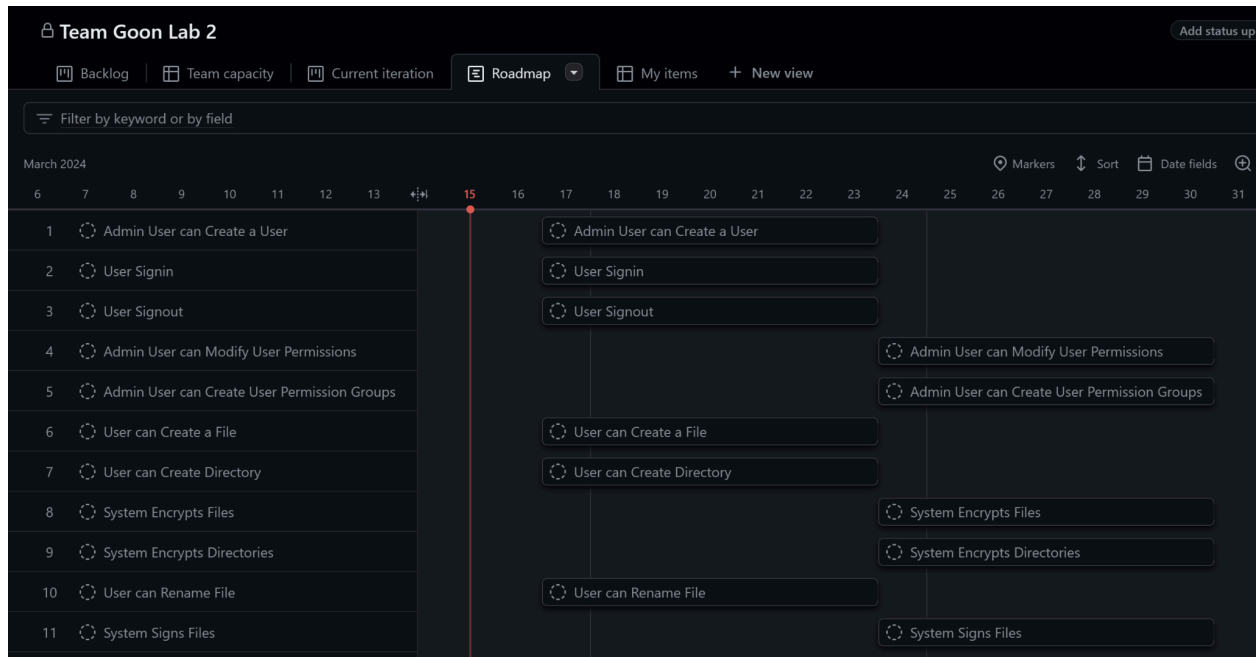 Team Goon Lab 2
Add status up
Backlog Team capacity Current iteration Roadmap My items + New view
Filter by keyword or by field
March 2024
Markers Sort Date fields
6 7 8 9 10 11 12 13 15 16 17 18 19 20 21 22 23 24 25 26 27 28 29 30 31
1 Admin User can Create a User Admin User can Create a User
2 User Signin User Signin
3 User Signout User Signout
4 Admin User can Modify User Permissions Admin User can Modify User Permissions
5 Admin User can Create User Permission Groups Admin User can Create User Permission Groups
6 User can Create a File User can Create a File
7 User can Create Directory User can Create Directory
8 System Encrypts Files System Encrypts Files
9 System Encrypts Directories System Encrypts Directories
10 User can Rename File User can Rename File
11 System Signs Files System Signs Files